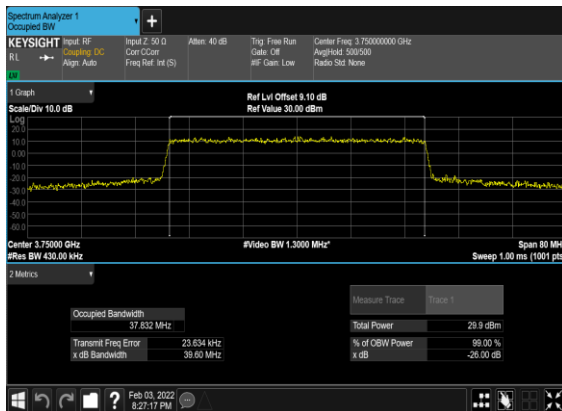 Spectrum Analyzer 1
Occupied BW
KEYSIGHT
RL
Input: RF
Coupling: DC
Align: Auto
Input Z: 50 Ω
Corr CCorr
Freq Ref: Int (S)
Atten: 40 dB
Trig: Free Run
Gate: Off
#IF Gain: Low
Center Freq: 3.750000000 GHz
Avg|Hold: 500/500
Radio Std: None
1 Graph
Scale/Div 10.0 dB
Ref Lvl Offset 9.10 dB
Ref Value 30.00 dBm
Log
20.0
10.0
0.00
-10.0
-20.0
-30.0
-40.0
-50.0
-60.0
Center 3.75000 GHz
#Res BW 430.00 kHz
#Video BW 1.3000 MHz*
Span 80 MH
Sweep 1.00 ms (1001 pts
2 Metrics
Occupied Bandwidth
37.832 MHz
Transmit Freq Error 23.634 kHz
x dB Bandwidth 39.60 MHz
Measure Trace Trace 1
Total Power 29.9 dBm
% of OBW Power 99.00 %
x dB -26.00 dB
Feb 03, 2022
8:27:17 PM